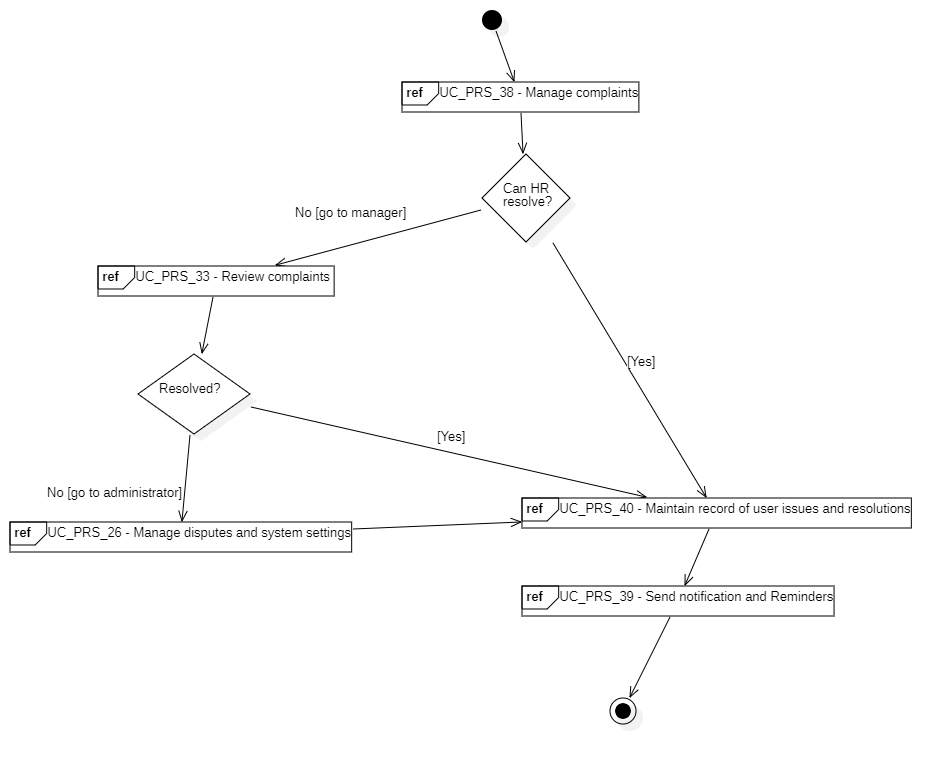 ref UC_PRS_38 - Manage complaints
Can HR
resolve?
No [go to manager]
ref UC_PRS_33 - Review complaints
[Yes]
Resolved?
[Yes]
No [go to administrator]
ref UC_PRS_40 - Maintain record of user issues and resolutions
ref UC_PRS_26 - Manage disputes and system settings
ref UC_PRS_39 - Send notification and Reminders